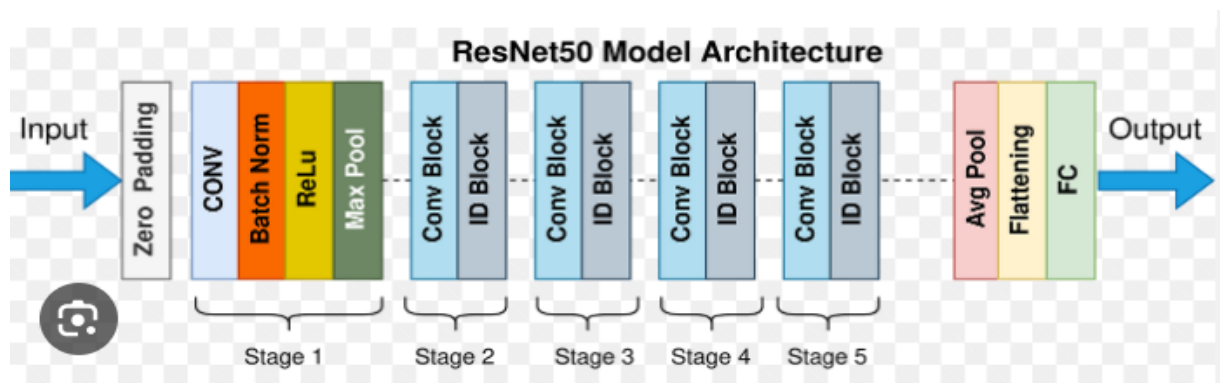 ResNet50 Model Architecture
Input
Zero Padding
CONV
Batch Norm
ReLu
Max Pool
Conv Block
ID Block
Conv Block
ID Block
Conv Block
ID Block
Conv Block
ID Block
Avg Pool
Flattening
FC
Output
Stage 1
Stage 2
Stage 3
Stage 4
Stage 5